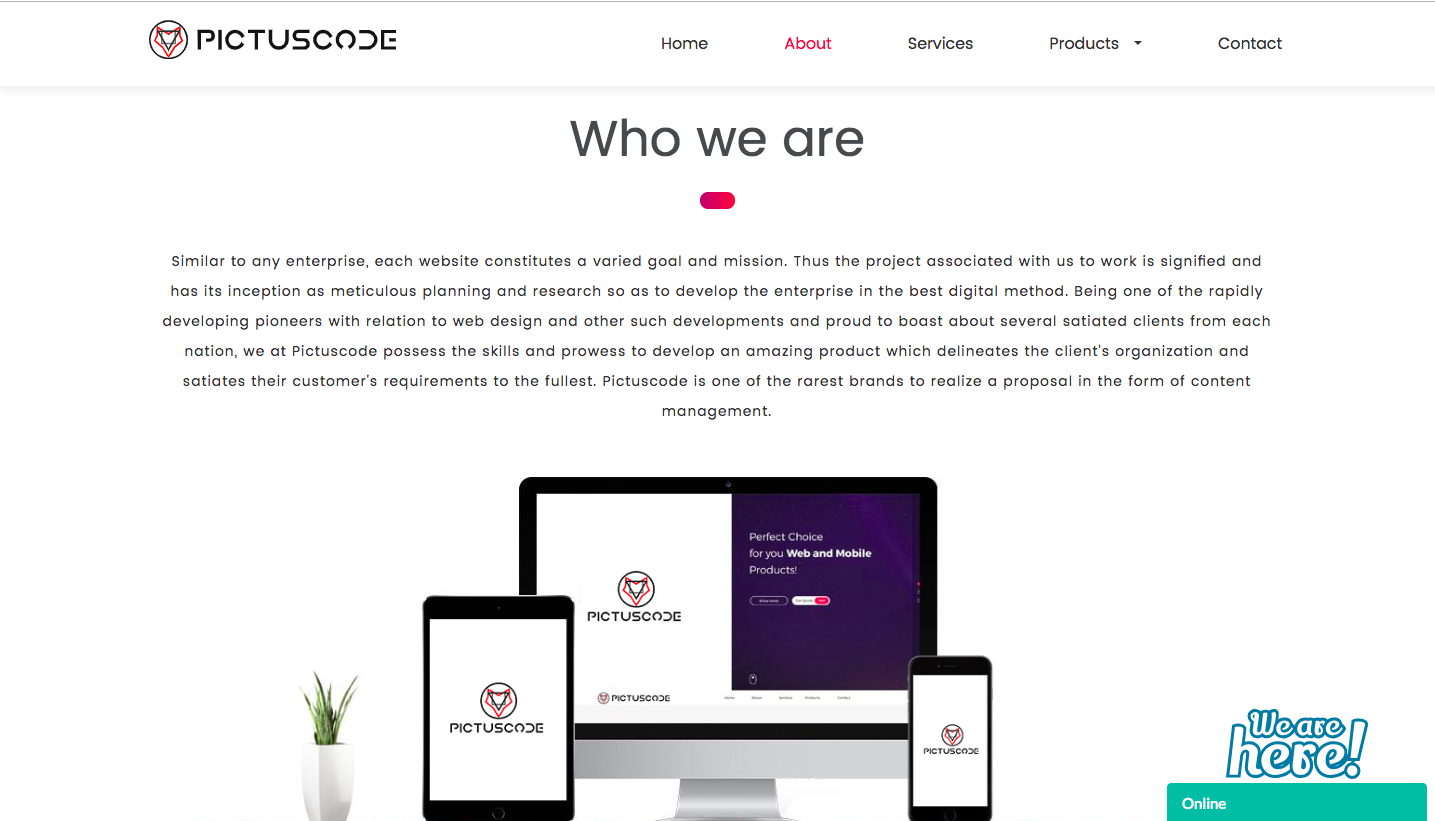 PICTUSCODE
Home About Services Products Contact
Who we are
Similar to any enterprise, each website constitutes a varied goal and mission. Thus the project associated with us to work is signified and
has its inception as meticulous planning and research so as to develop the enterprise in the best digital method. Being one of the rapidly
developing pioneers with relation to web design and other such developments and proud to boast about several satiated clients from each
nation, we at Pictuscode possess the skills and prowess to develop an amazing product which delineates the client's organization and
satiates their customer's requirements to the fullest. Pictuscode is one of the rarest brands to realize a proposal in the form of content
management.
Perfect Choice
for you Web and Mobile
Products!
PICTUSCODE
PICTUSCODE
Home About Services Products Contact
PICTUSCODE
PICTUSCODE
We are
here!
Online